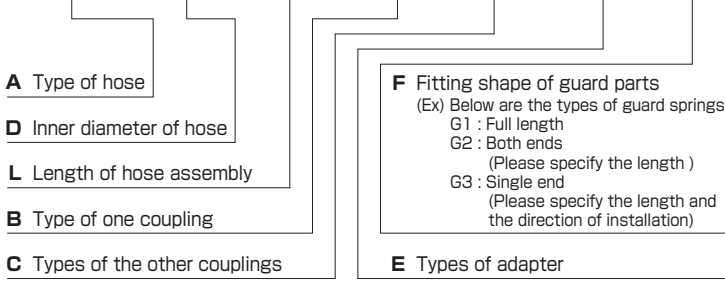 A Type of hose
D Inner diameter of hose
L Length of hose assembly
B Type of one coupling
C Types of the other couplings
F Fitting shape of guard parts
(Ex) Below are the types of guard springs
G1 : Full length
G2 : Both ends
(Please specify the length )
G3 : Single end
(Please specify the length and
the direction of installation)
E Types of adapter